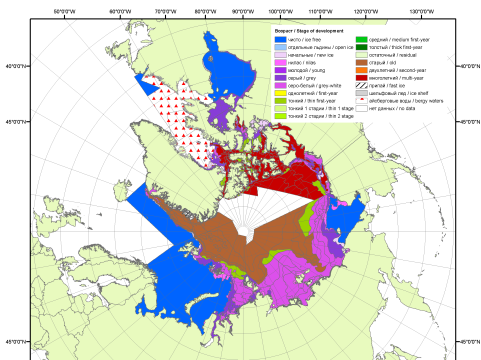 50°0'0"W 60°0'0"W 70°0'0"W 80°0'0"W 90°0'0"W 100°0'0"W 110°0'0"W 120°0'0"W 130°0'0"W
Возраст / Stage of development
чисто / ice free
отдельные льдины / open ice
начальные / new ice
нилас / nilas
молодой / young
серый / grey
серо-белый / grey-white
однолетний / first-year
тонкий / thin first-year
тонкий 1 стадии / thin 1 stage
тонкий 2 стадии / thin 2 stage
средний / medium first-year
толстый / thick first-year
остаточный / residual
старый / old
двухлетний / second-year
многолетний / multi-year
припай / fast ice
шельфовый лед / ice shelf
айсберговые воды / bergy waters
нет данных / no data
40°0'0"N
45°0'0"N
45°0'0"N
40°0'0"N
45°0'0"N
45°0'0"N